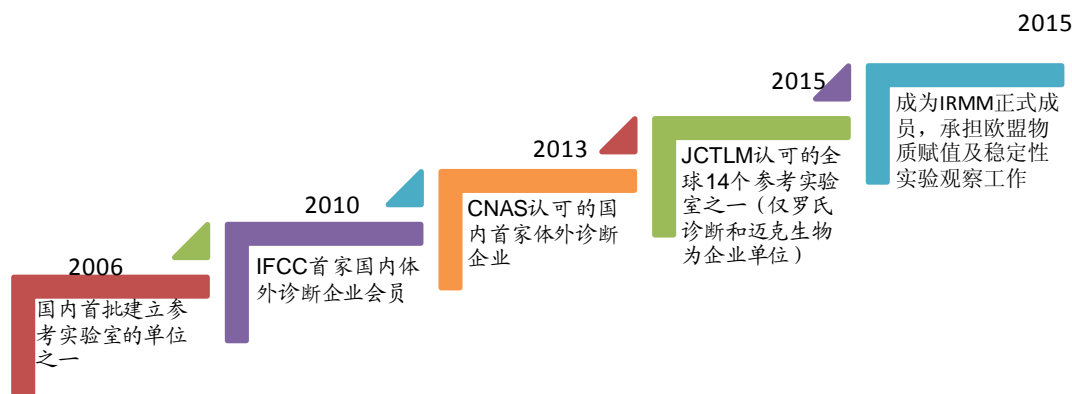 2006
国内首批建立参
考实验室的单位
之一
2010
IFCC首家国内体
外诊断企业会员
2013
CNAS认可的国
内首家体外诊断
企业
2015
JCTLM认可的全
球14个参考实验
室之一（仅罗氏
诊断和迈克生物
为企业单位）
2015
成为IRMM正式成
员，承担欧盟物
质赋值及稳定性
实验观察工作